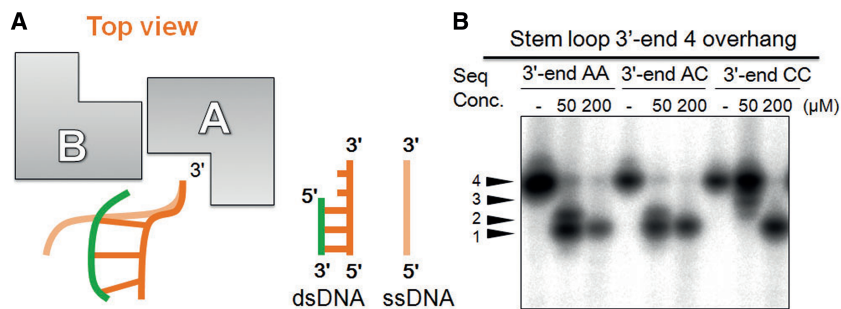 A
Top view
B
A
3'
3'
3'
5'
3'
5'
5'
dsDNA
ssDNA
B
Stem loop 3'-end 4 overhang
Seq
3'-end AA
3'-end AC
3'-end CC
Conc.
- 50 200
- 50 200
- 50 200
(µM)
4
3
2
1